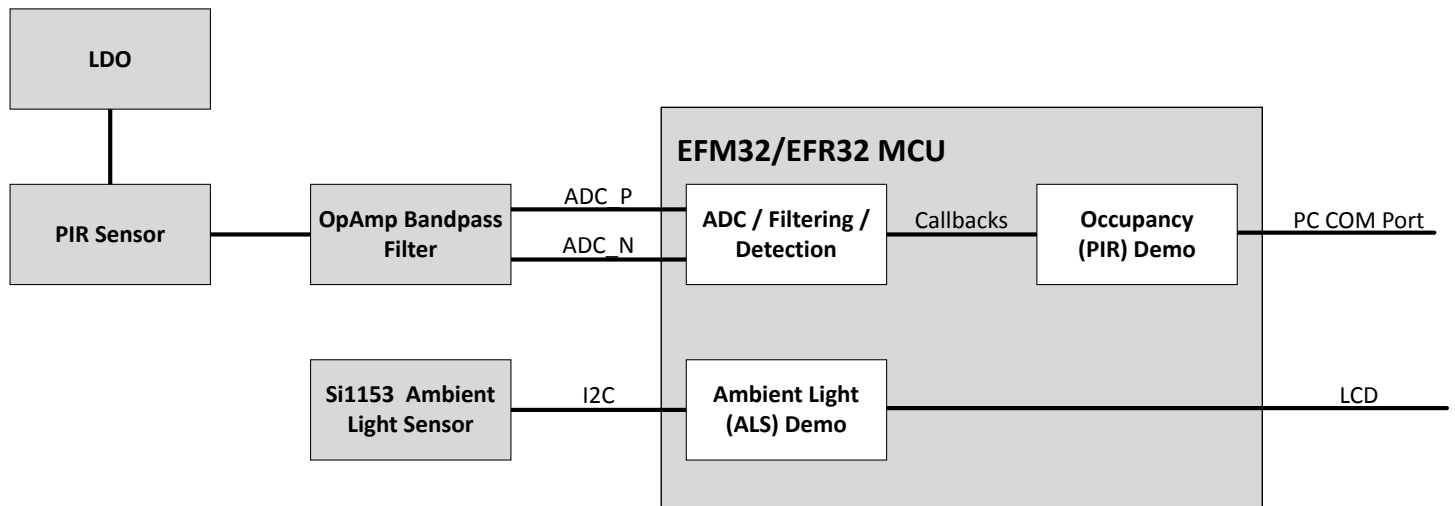 LDO
EFM32/EFR32 MCU
PIR Sensor
OpAmp Bandpass
Filter
ADC_P
ADC_N
ADC / Filtering /
Detection
Callbacks
Occupancy
(PIR) Demo
PC COM Port
Si1153  Ambient
Light Sensor
I2C
Ambient Light
(ALS) Demo
LCD